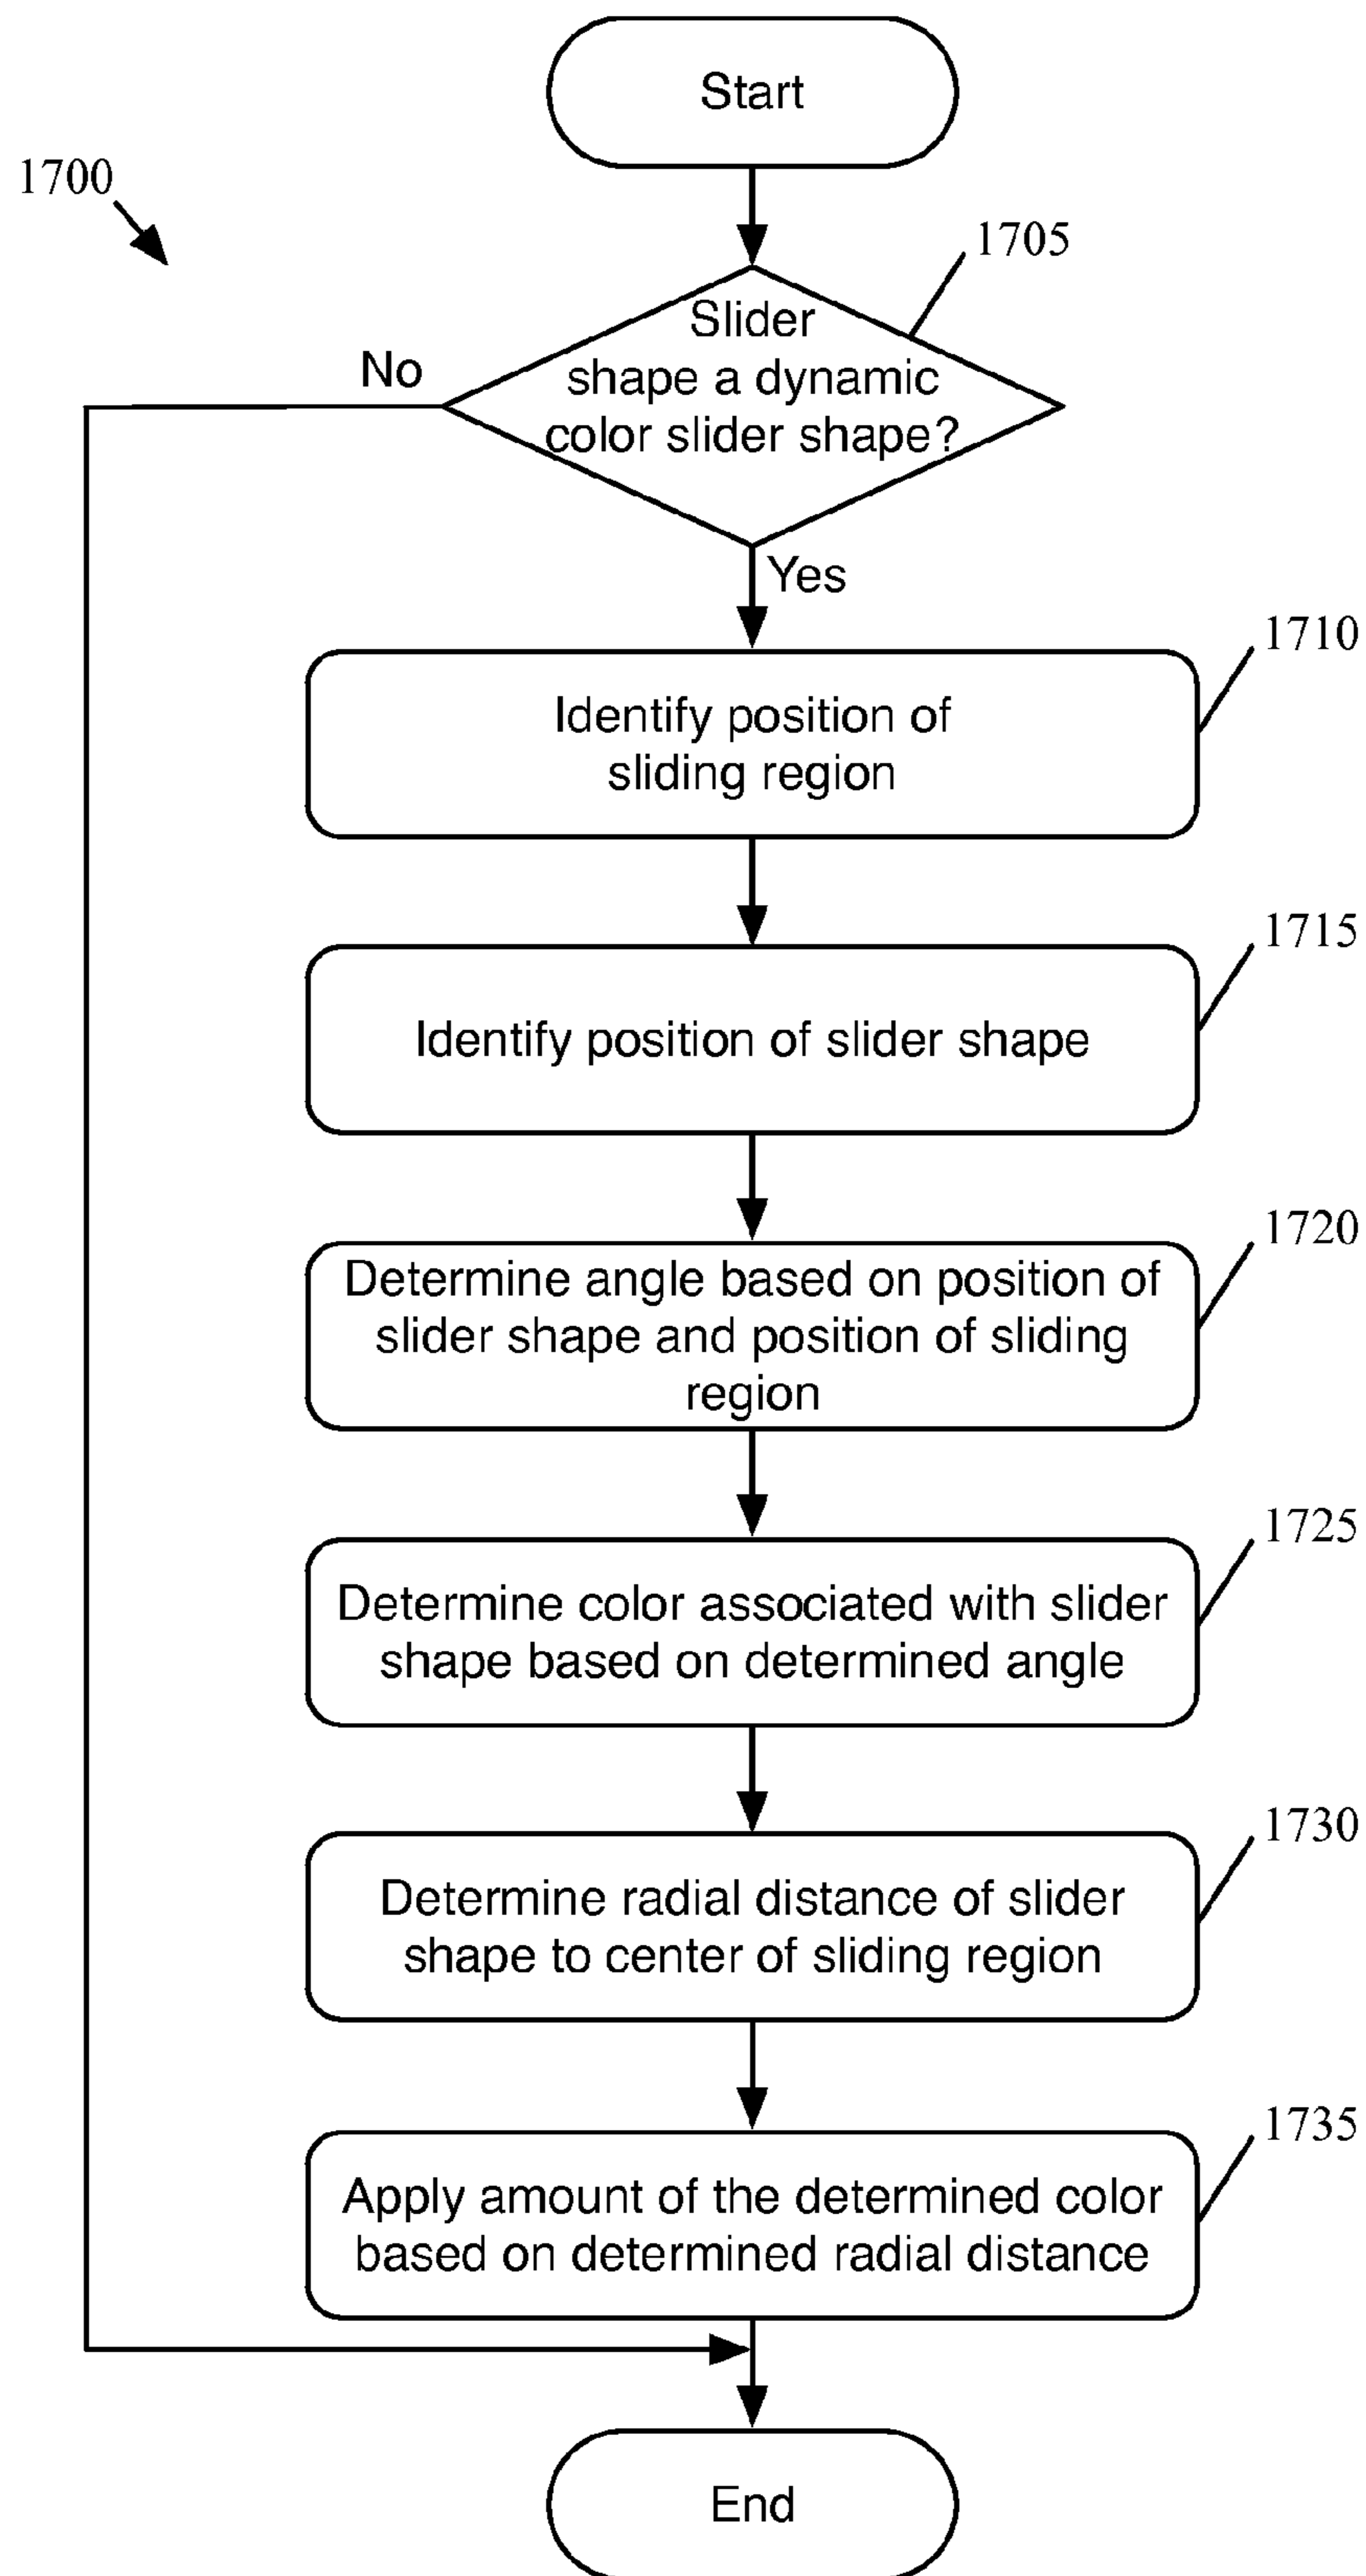 Start
1700
1705
Slider
shape a dynamic
color slider shape?
No
Yes
1710
Identify position of
sliding region
1715
Identify position of slider shape
1720
Determine angle based on position of
slider shape and position of sliding
region
1725
Determine color associated with slider
shape based on determined angle
1730
Determine radial distance of slider
shape to center of sliding region
1735
Apply amount of the determined color
based on determined radial distance
End